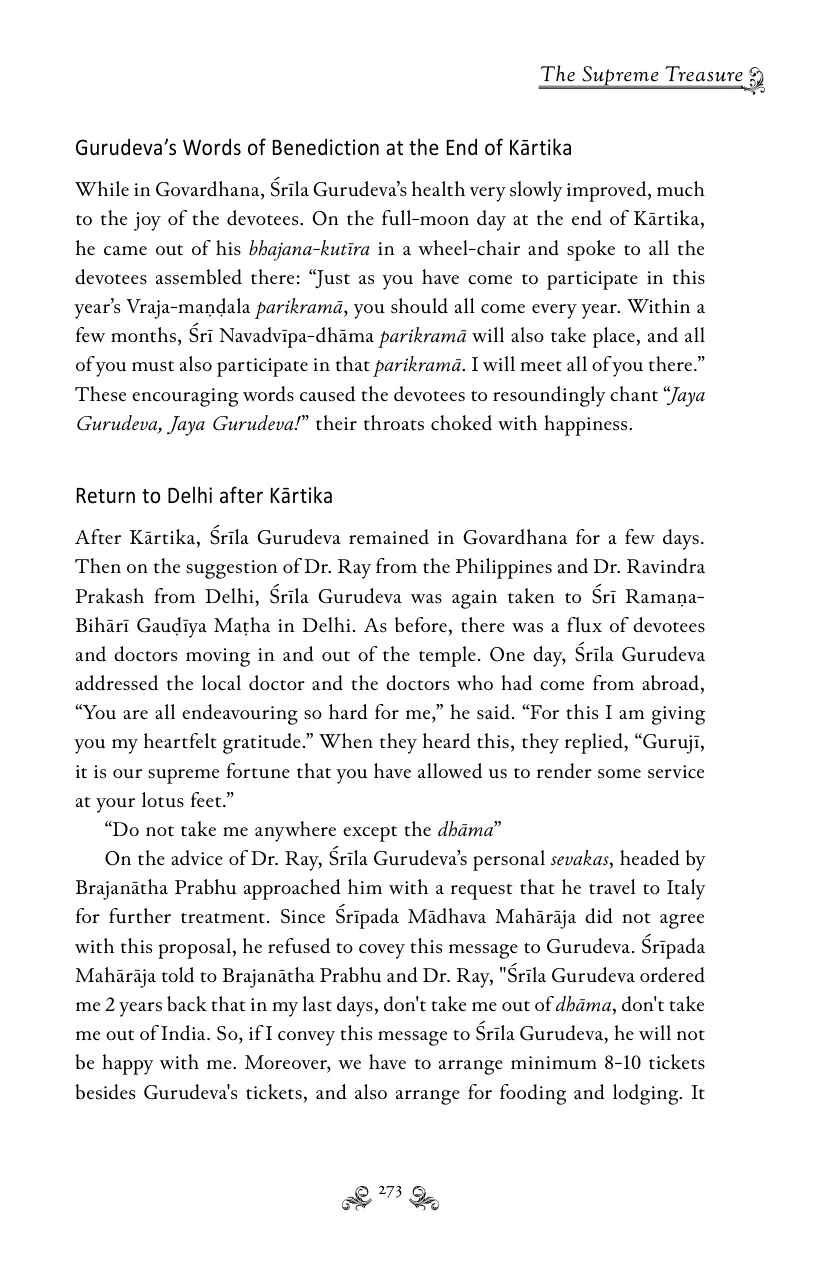 The Supreme Treasure
Gurudeva’s Words of Benediction at the End of Kārtika
While in Govardhana, Śrīla Gurudeva’s health very slowly improved, much
to the joy of the devotees. On the full-moon day at the end of Kārtika,
he came out of his bhajana-kutīra in a wheel-chair and spoke to all the
devotees assembled there: “Just as you have come to participate in this
year’s Vraja-maṇḍala parikramā, you should all come every year. Within a
few months, Śrī Navadvīpa-dhāma parikramā will also take place, and all
of you must also participate in that parikramā. I will meet all of you there.”
These encouraging words caused the devotees to resoundingly chant “Jaya
Gurudeva, Jaya Gurudeva!” their throats choked with happiness.
Return to Delhi after Kārtika
After Kārtika, Śrīla Gurudeva remained in Govardhana for a few days.
Then on the suggestion of Dr. Ray from the Philippines and Dr. Ravindra
Prakash from Delhi, Śrīla Gurudeva was again taken to Śrī Ramaṇa-
Bihārī Gauḍīya Maṭha in Delhi. As before, there was a flux of devotees
and doctors moving in and out of the temple. One day, Śrīla Gurudeva
addressed the local doctor and the doctors who had come from abroad,
“You are all endeavouring so hard for me,” he said. “For this I am giving
you my heartfelt gratitude.” When they heard this, they replied, “Gurujī,
it is our supreme fortune that you have allowed us to render some service
at your lotus feet.”
“Do not take me anywhere except the dhāma”
On the advice of Dr. Ray, Śrīla Gurudeva’s personal sevakas, headed by
Brajanātha Prabhu approached him with a request that he travel to Italy
for further treatment. Since Śrīpada Mādhava Mahārāja did not agree
with this proposal, he refused to covey this message to Gurudeva. Śrīpada
Mahārāja told to Brajanātha Prabhu and Dr. Ray, "Śrīla Gurudeva ordered
me 2 years back that in my last days, don't take me out of dhāma, don't take
me out of India. So, if I convey this message to Śrīla Gurudeva, he will not
be happy with me. Moreover, we have to arrange minimum 8-10 tickets
besides Gurudeva's tickets, and also arrange for fooding and lodging. It
273